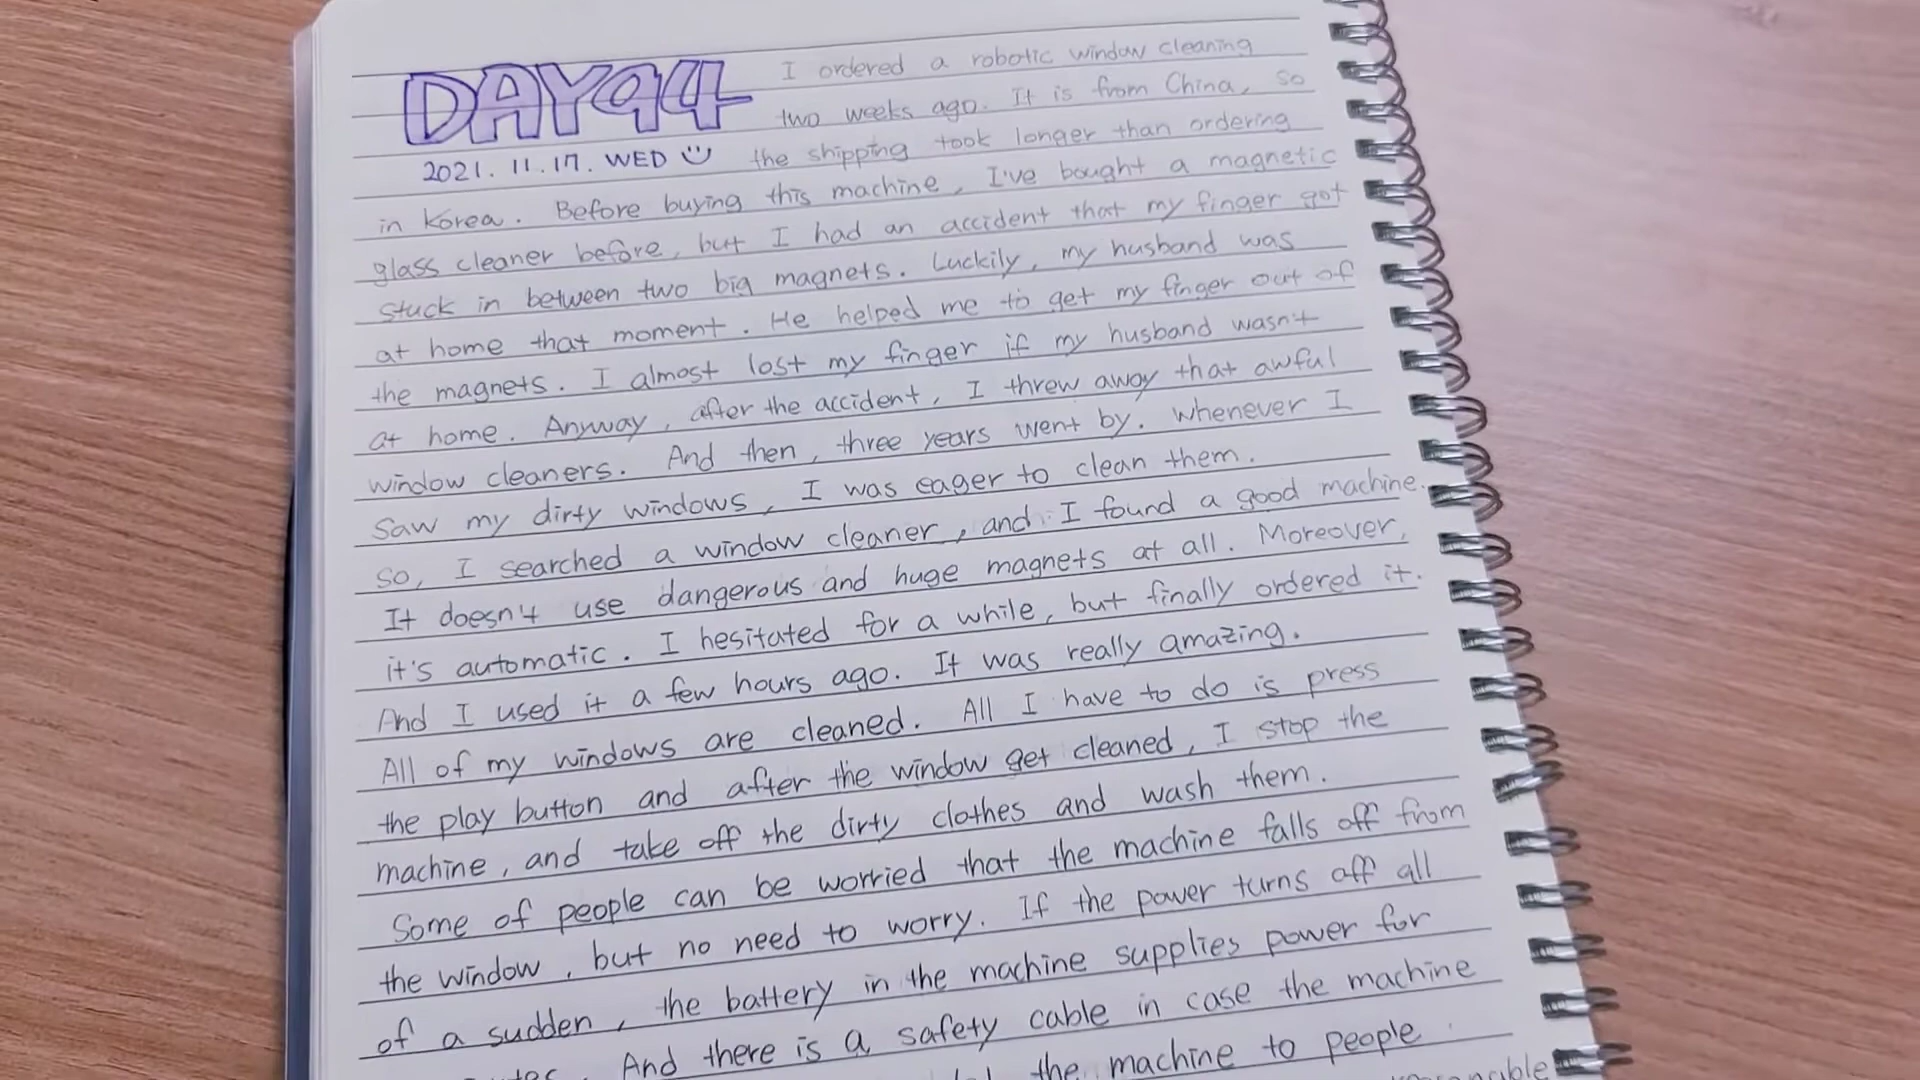 DAY94
2021. 11. 17. WED
I ordered a robotic window cleaning
two weeks ago. It is from China, so
the shipping took longer than ordering
in Korea. Before buying this machine, I've bought a magnetic
glass cleaner before, but I had an accident that my finger got
stuck in between two big magnets. Luckily, my husband was
at home that moment. He helped me to get my finger out of
the magnets. I almost lost my finger if my husband wasn't
at home. Anyway, after the accident, I threw away that awful
window cleaners. And then, three years went by. Whenever I
saw my dirty windows, I was eager to clean them.
So, I searched a window cleaner, and I found a good machine.
It doesn't use dangerous and huge magnets at all. Moreover,
it's automatic. I hesitated for a while, but finally ordered it.
And I used it a few hours ago. It was really amazing.
All of my windows are cleaned. All I have to do is press
the play button and after the window get cleaned, I stop the
machine, and take off the dirty clothes and wash them.
Some of people can be worried that the machine falls off from
the window, but no need to worry. If the power turns off all
of a sudden, the battery in the machine supplies power for
And there is a safety cable in case the machine
the machine to people